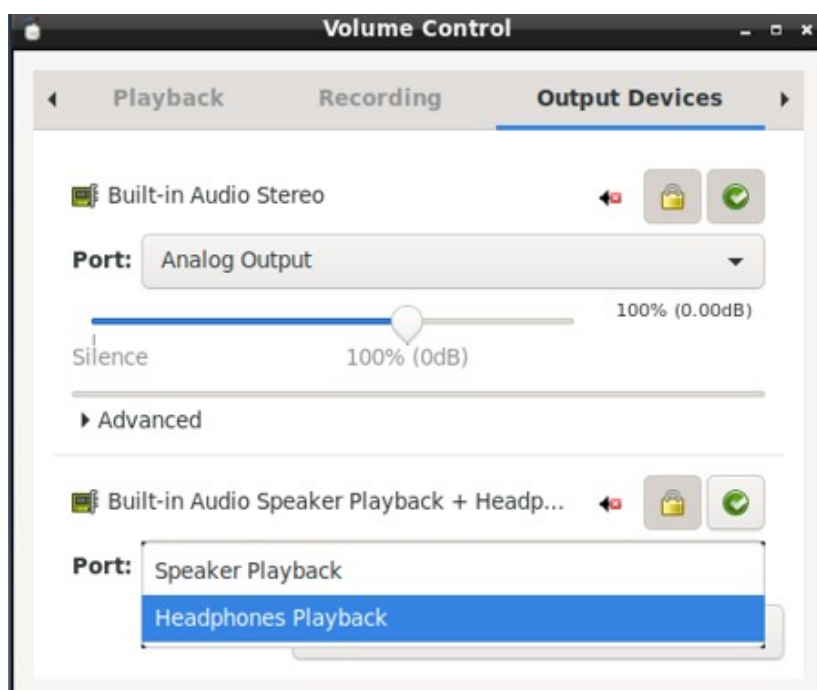 Volume Control
Playback Recording Output Devices
Built-in Audio Stereo
Port: Analog Output
100% (0.00dB)
Silence 100% (0dB)
Advanced
Built-in Audio Speaker Playback + Headp...
Port: Speaker Playback
Headphones Playback